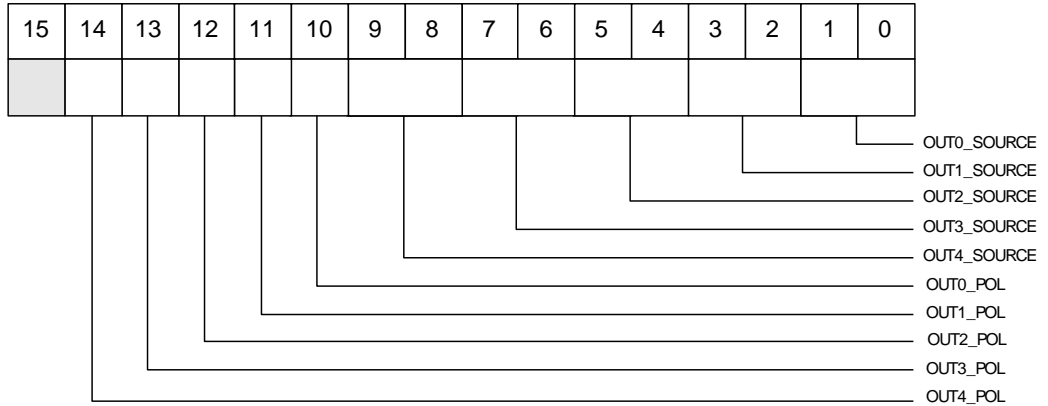 15 14 13 12 11 10 9 8 7 6 5 4 3 2 1 0
OUT0_SOURCE
OUT1_SOURCE
OUT2_SOURCE
OUT3_SOURCE
OUT4_SOURCE
OUT0_POL
OUT1_POL
OUT2_POL
OUT3_POL
OUT4_POL